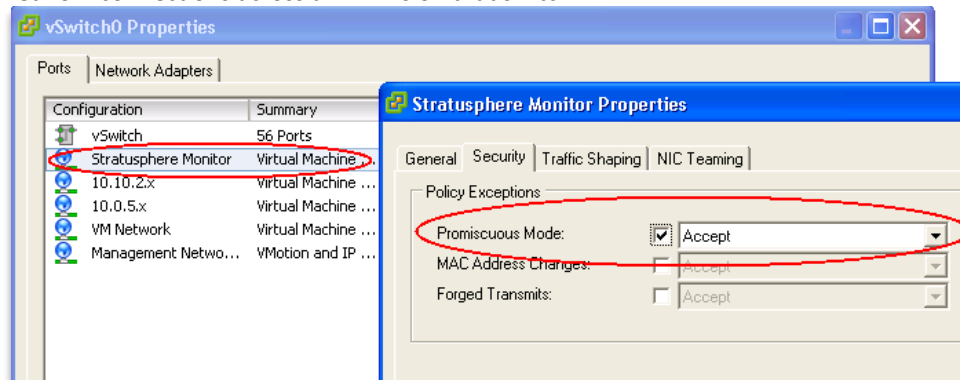 vSwitch0 Properties
Ports Network Adapters
Configuration Summary
vSwitch 56 Ports
Stratusphere Monitor Virtual Machine ...
10.10.2.x Virtual Machine ...
10.0.5.x Virtual Machine ...
VM Network Virtual Machine ...
Management Netwo... VMotion and IP ...
Stratusphere Monitor Properties
General Security Traffic Shaping NIC Teaming
Policy Exceptions
Promiscuous Mode: Accept
MAC Address Changes: Accept
Forged Transmits: Accept